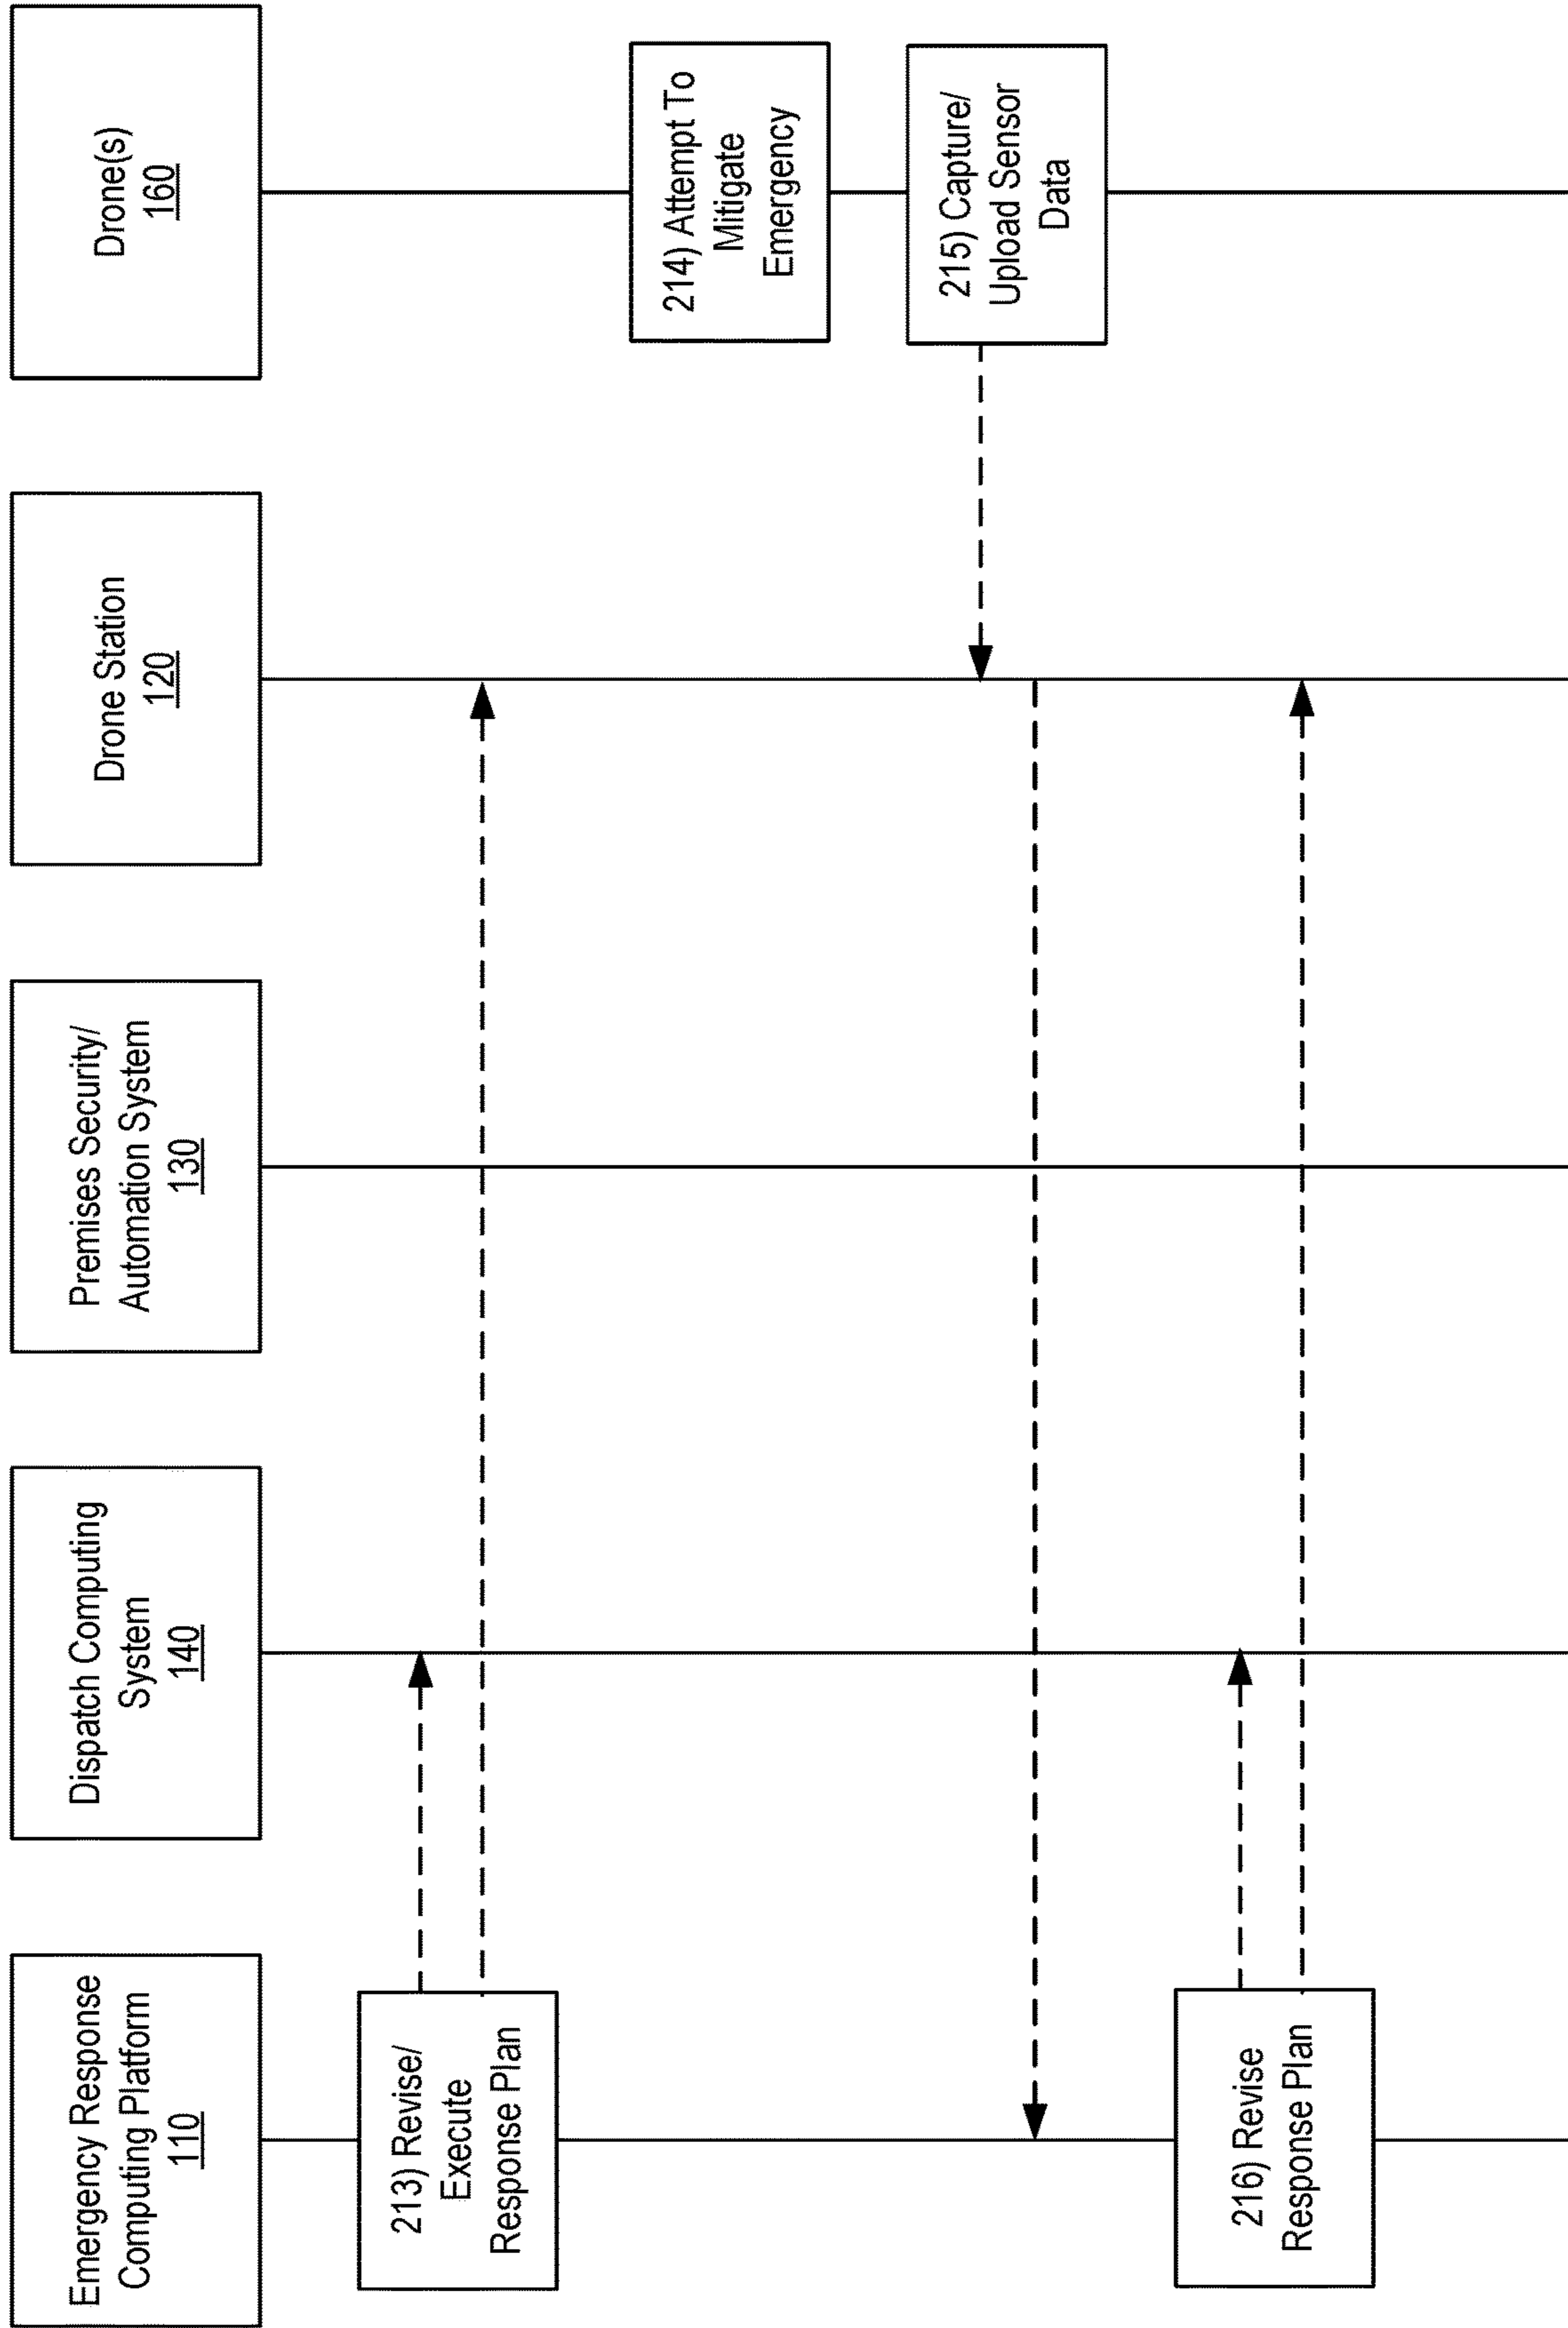 Emergency Response
Computing Platform
110
Dispatch Computing
System
140
Premises Security/
Automation System
130
Drone Station
120
Drone(s)
160
213) Revise/
Execute
Response Plan
214) Attempt To
Mitigate
Emergency
215) Capture/
Upload Sensor
Data
216) Revise
Response Plan